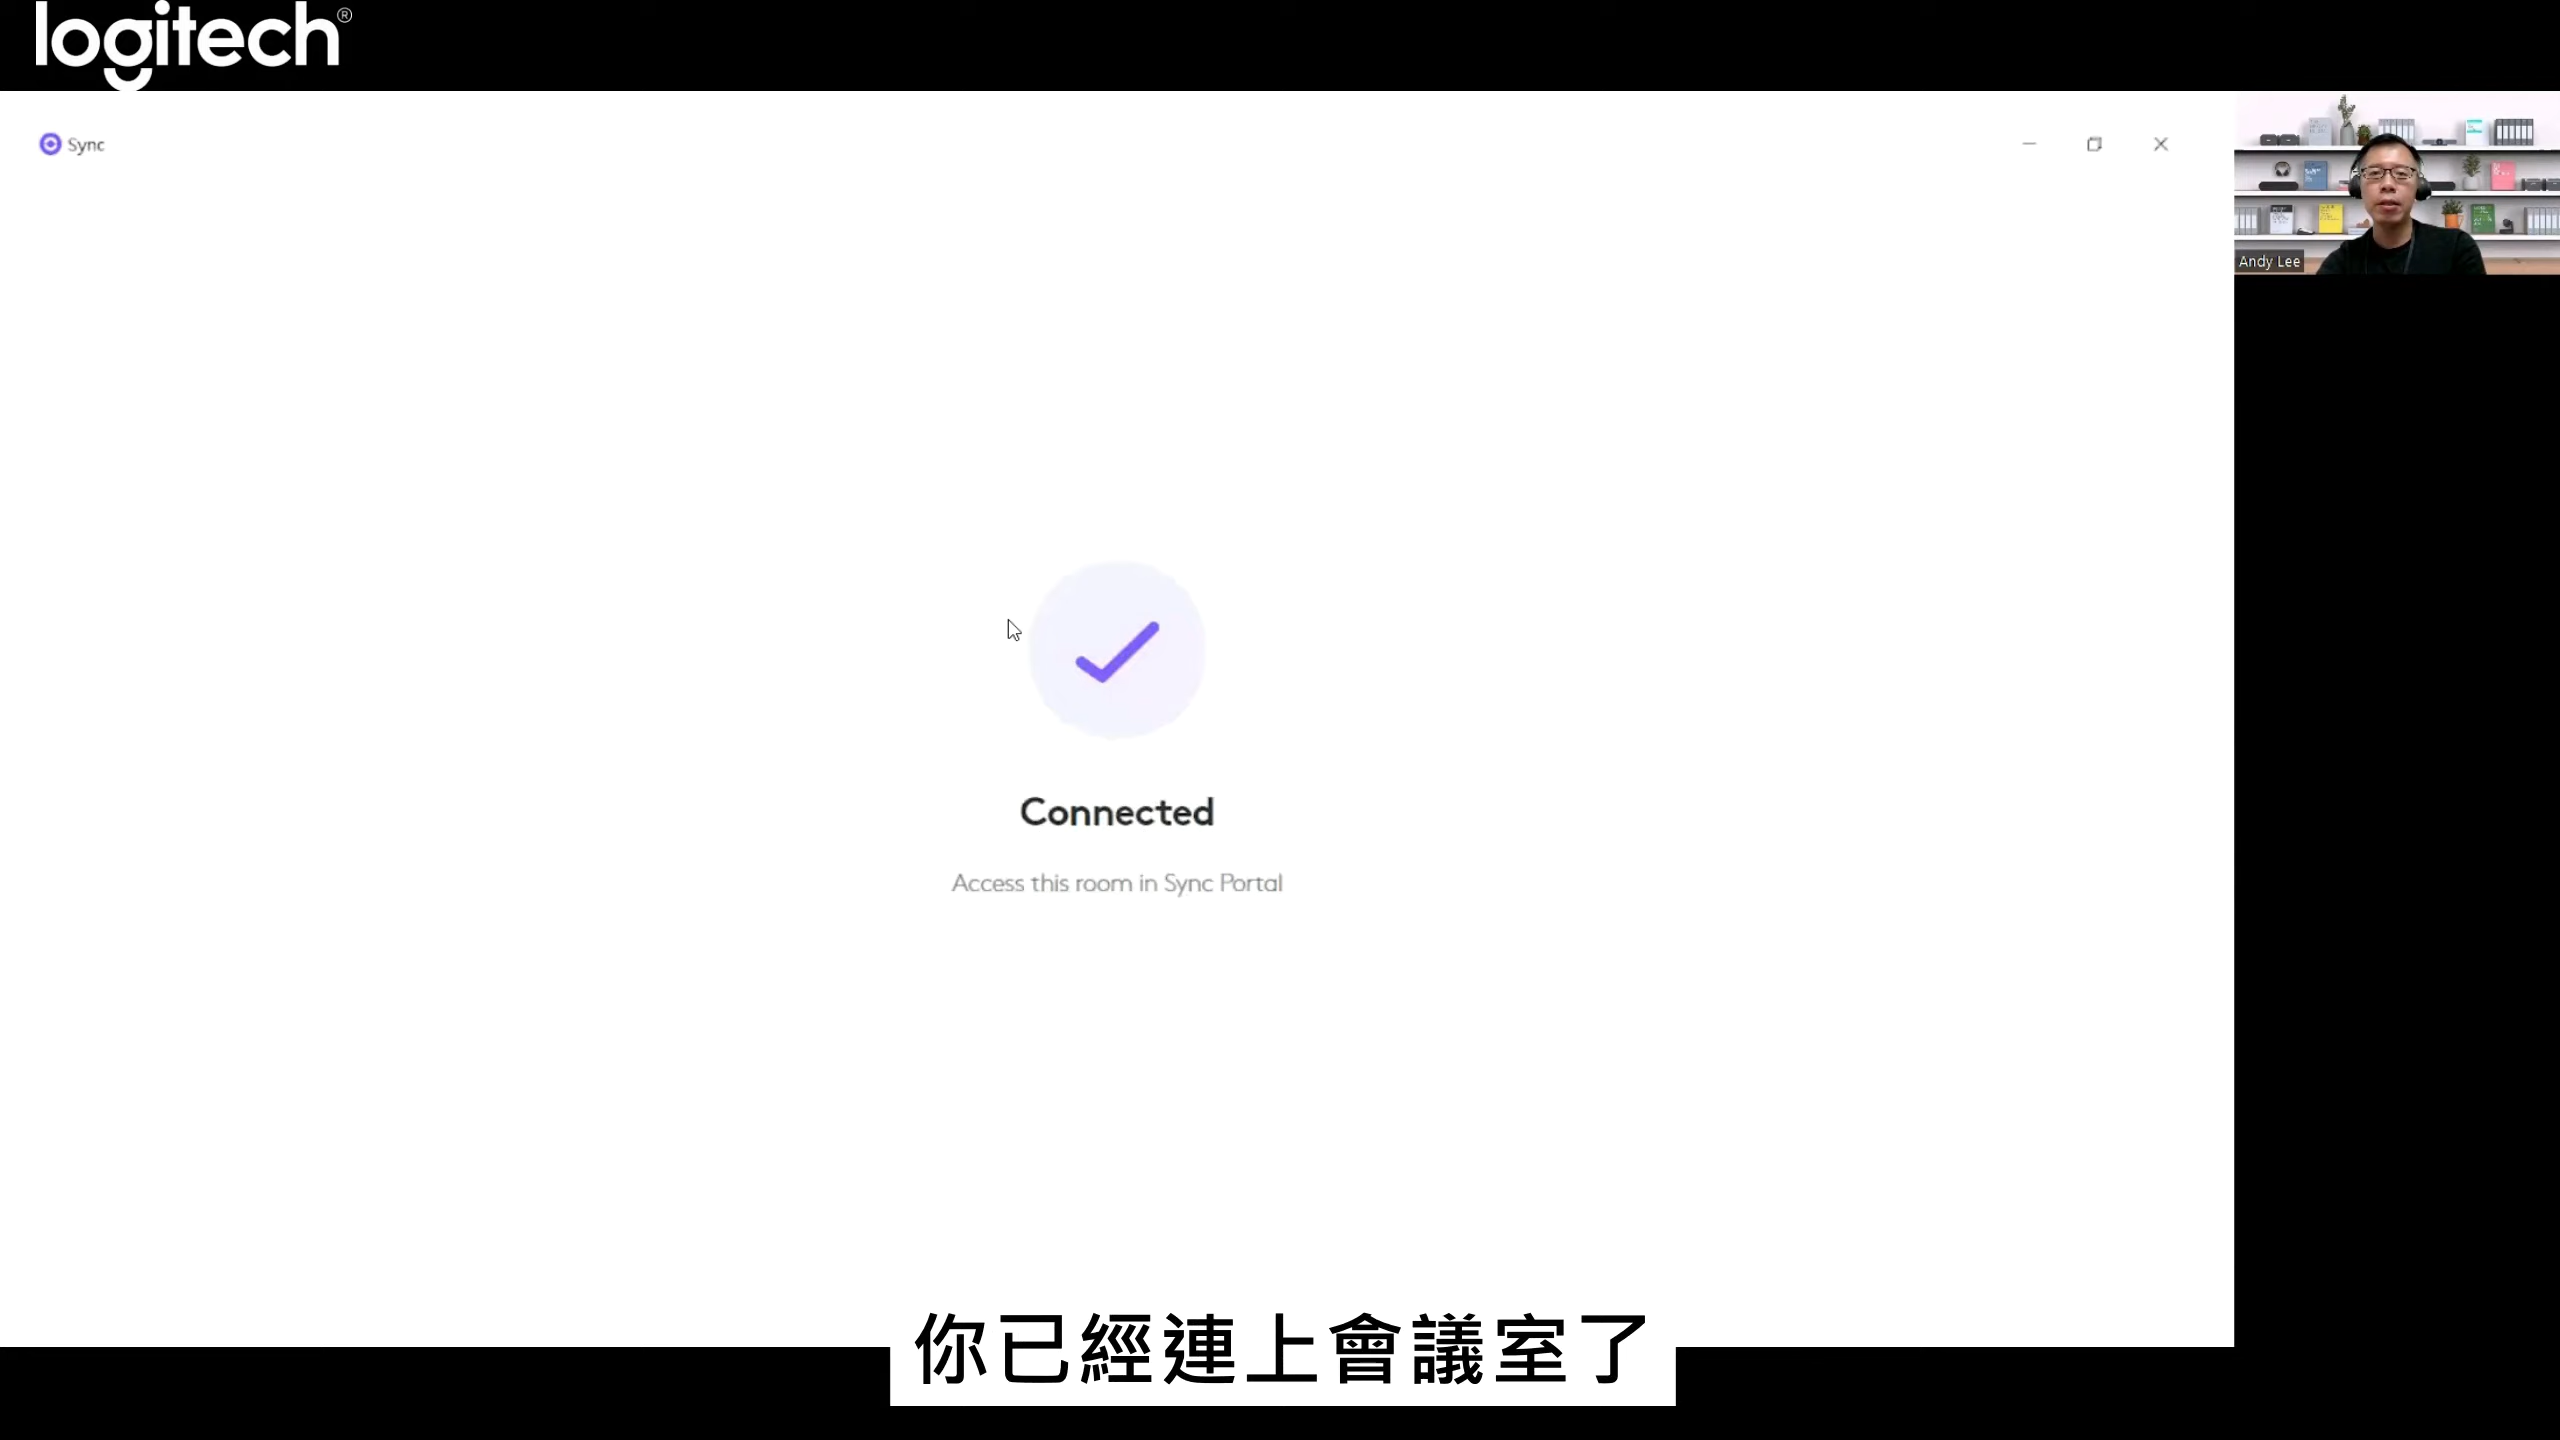 logitech®
Sync
Andy Lee
Connected
Access this room in Sync Portal
你已經連上會議室了